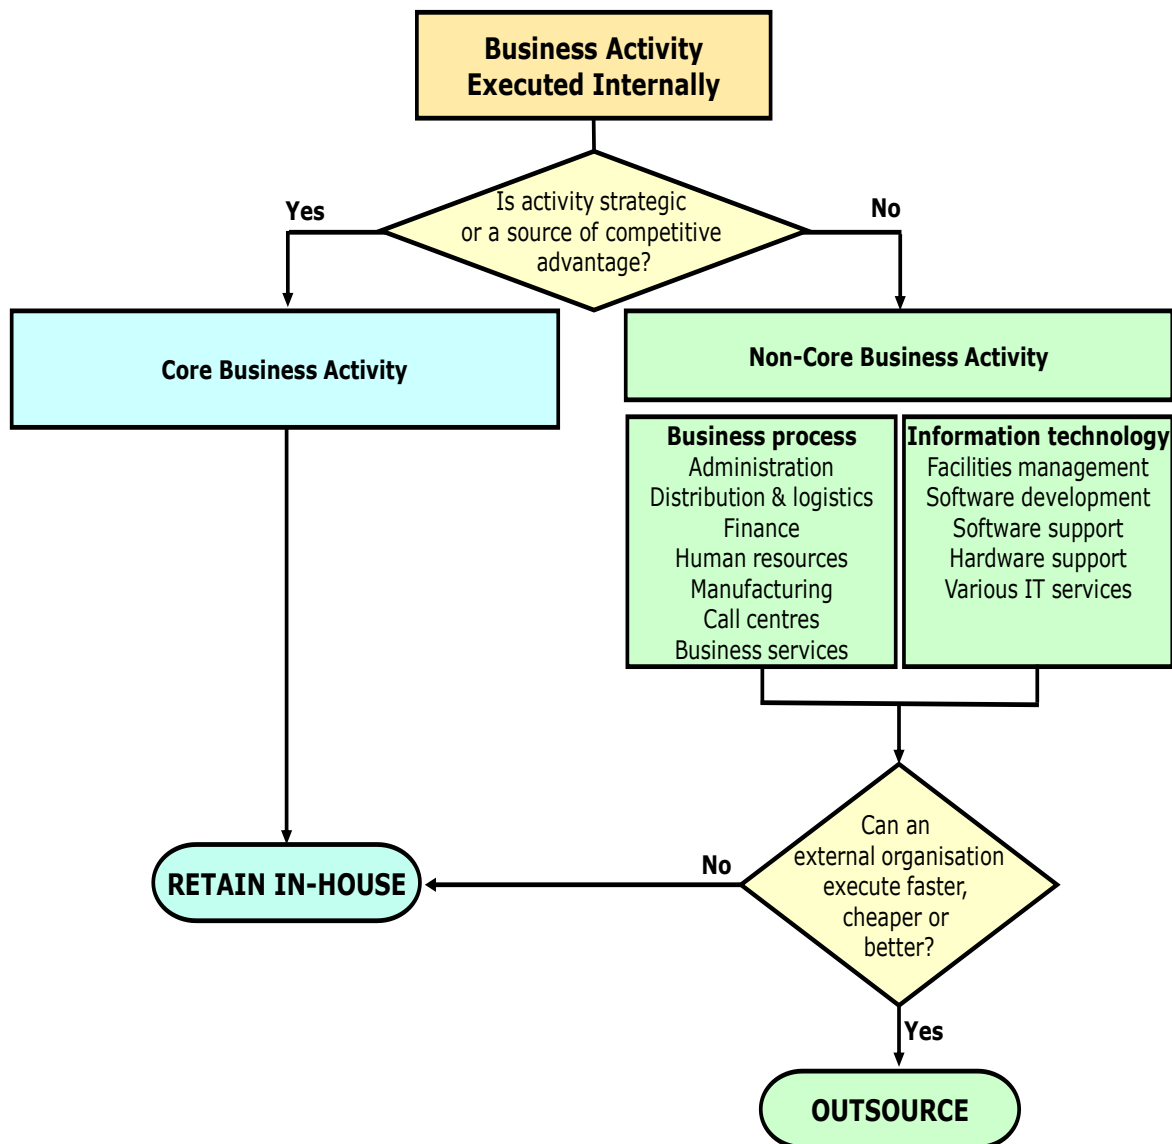 Business Activity
Executed Internally
Is activity strategic
or a source of competitive
advantage?
Yes
No
Core Business Activity
Non-Core Business Activity
Business process
Administration
Distribution & logistics
Finance
Human resources
Manufacturing
Call centres
Business services
Information technology
Facilities management
Software development
Software support
Hardware support
Various IT services
Can an
external organisation
execute faster,
cheaper or
better?
No
RETAIN IN-HOUSE
Yes
OUTSOURCE